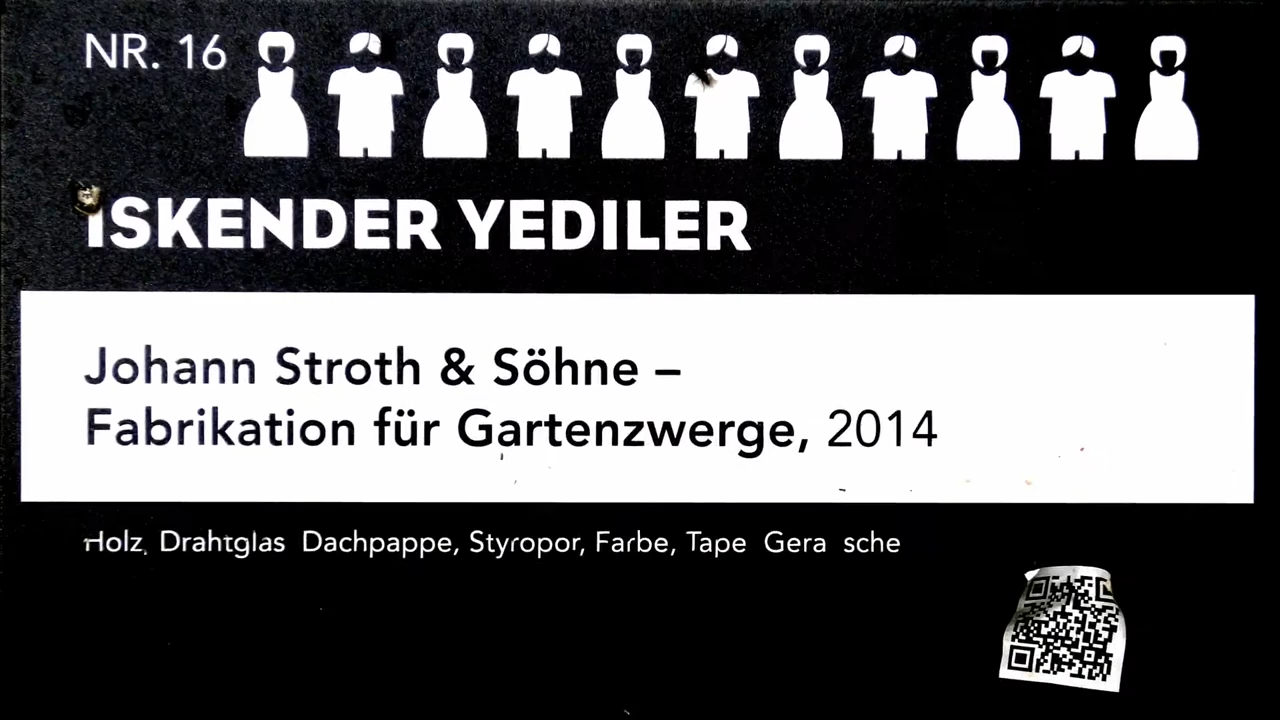 NR. 16
ISKENDER YEDILER
Johann Stroth & Söhne –
Fabrikation für Gartenzwerge, 2014
Holz, Drahtglas Dachpappe, Styropor, Farbe, Tape